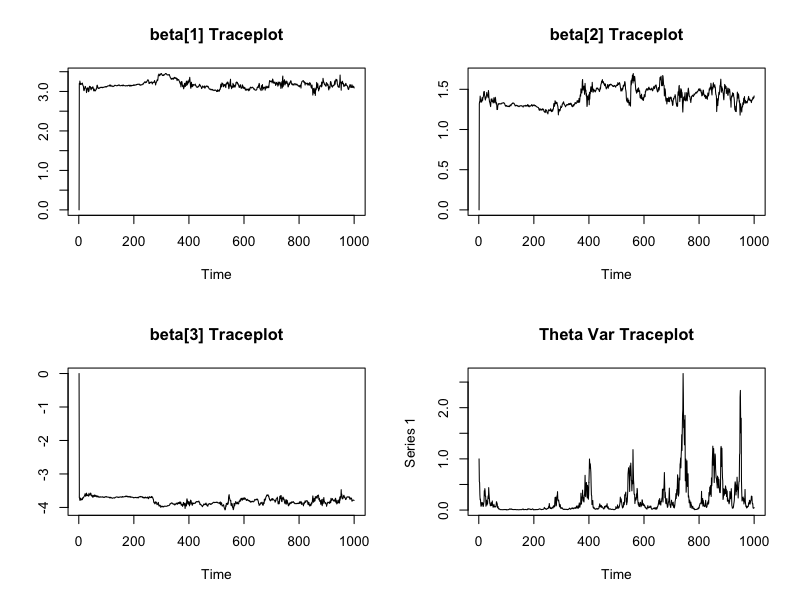 beta[1] Traceplot
0.0 1.0 2.0 3.0
0 200 400 600 800 1000
Time
beta[2] Traceplot
0.0 0.5 1.0 1.5
0 200 400 600 800 1000
Time
beta[3] Traceplot
-4 -3 -2 -1 0
0 200 400 600 800 1000
Time
Theta Var Traceplot
Series 1
0.0 1.0 2.0
0 200 400 600 800 1000
Time